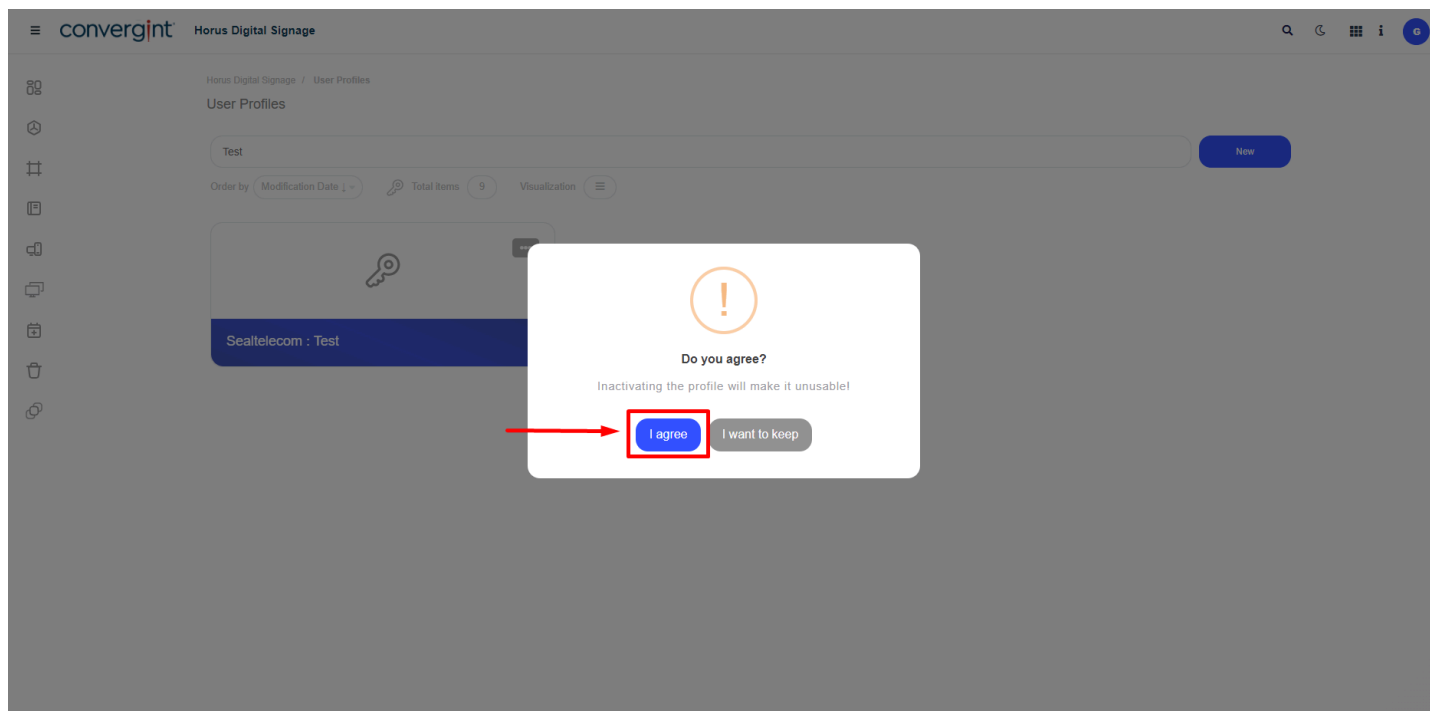 convergint Horus Digital Signage
G
Horus Digital Signage / User Profiles
User Profiles
Test
New
Order by Modification Date ↓ Total items 9 Visualization
Sealtelecom : Test
!
Do you agree?
Inactivating the profile will make it unusable!
I agree I want to keep